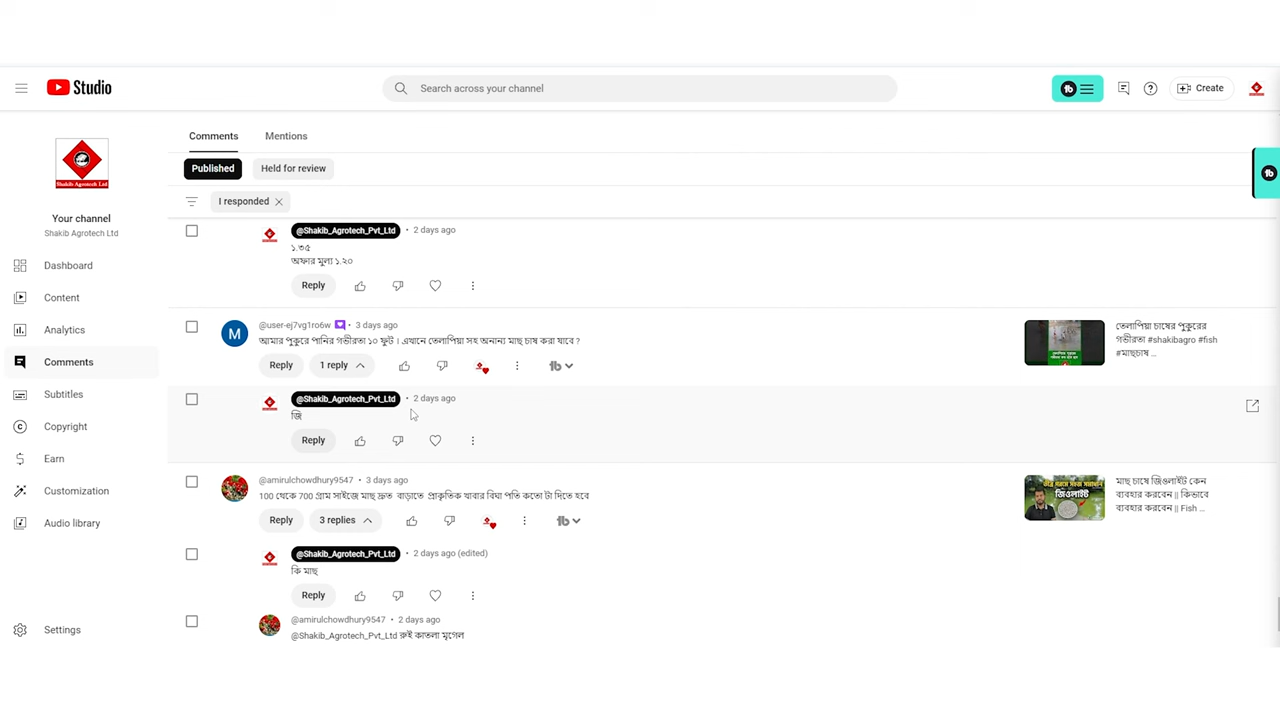 Studio
Search across your channel
Create
Shakib Agrotech Ltd
Your channel
Shakib Agrotech Ltd
Dashboard
Content
Analytics
Comments
Subtitles
Copyright
Earn
Customization
Audio library
Settings
Comments Mentions
Published Held for review
I responded
@Shakib_Agrotech_Pvt_Ltd • 2 days ago
১.৩৫
অফার মুল্য ১.২০
Reply
M @user-ej7vg1ro6w • 3 days ago
আমার পুকুরে পানির গভীরতা ১০ ফুট । এখানে তেলাপিয়া সহ অনান্য মাছ চাষ করা যাবে ?
Reply 1 reply
তেলাপিয়া চাষের পুকুরের
গভীরতা #shakibagro #fish
#মাছচাষ ...
@Shakib_Agrotech_Pvt_Ltd • 2 days ago
জি
Reply
@amirulchowdhury9547 • 3 days ago
100 থেকে 700 গ্রাম সাইজে মাছ দ্রুত বাড়াতে প্রাকৃতিক খাবার বিঘা পতি কতো টা দিতে হবে
Reply 3 replies
জিওলাইট
মাছ চাষে জিওলাইট কেন
ব্যবহার করবেন || কিভাবে
ব্যবহার করবেন || Fish ...
@Shakib_Agrotech_Pvt_Ltd • 2 days ago (edited)
কি মাছ
Reply
@amirulchowdhury9547 • 2 days ago
@Shakib_Agrotech_Pvt_Ltd রুই কাতলা মৃগেল